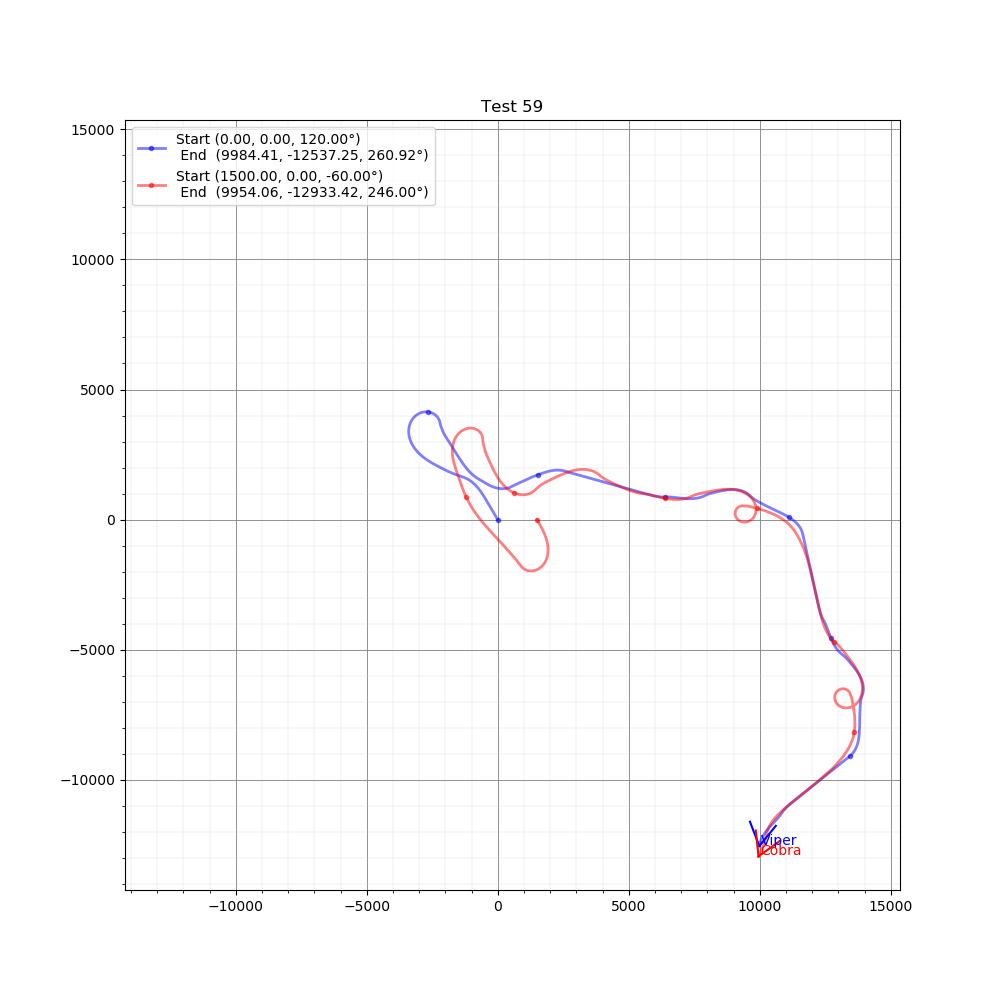 Test 59
Start (0.00, 0.00, 120.00°)
End (9984.41, -12537.25, 260.92°)
Start (1500.00, 0.00, -60.00°)
End (9954.06, -12933.42, 246.00°)
15000
10000
5000
0
−5000
−10000
Viper
Cobra
−10000 −5000 0 5000 10000 15000